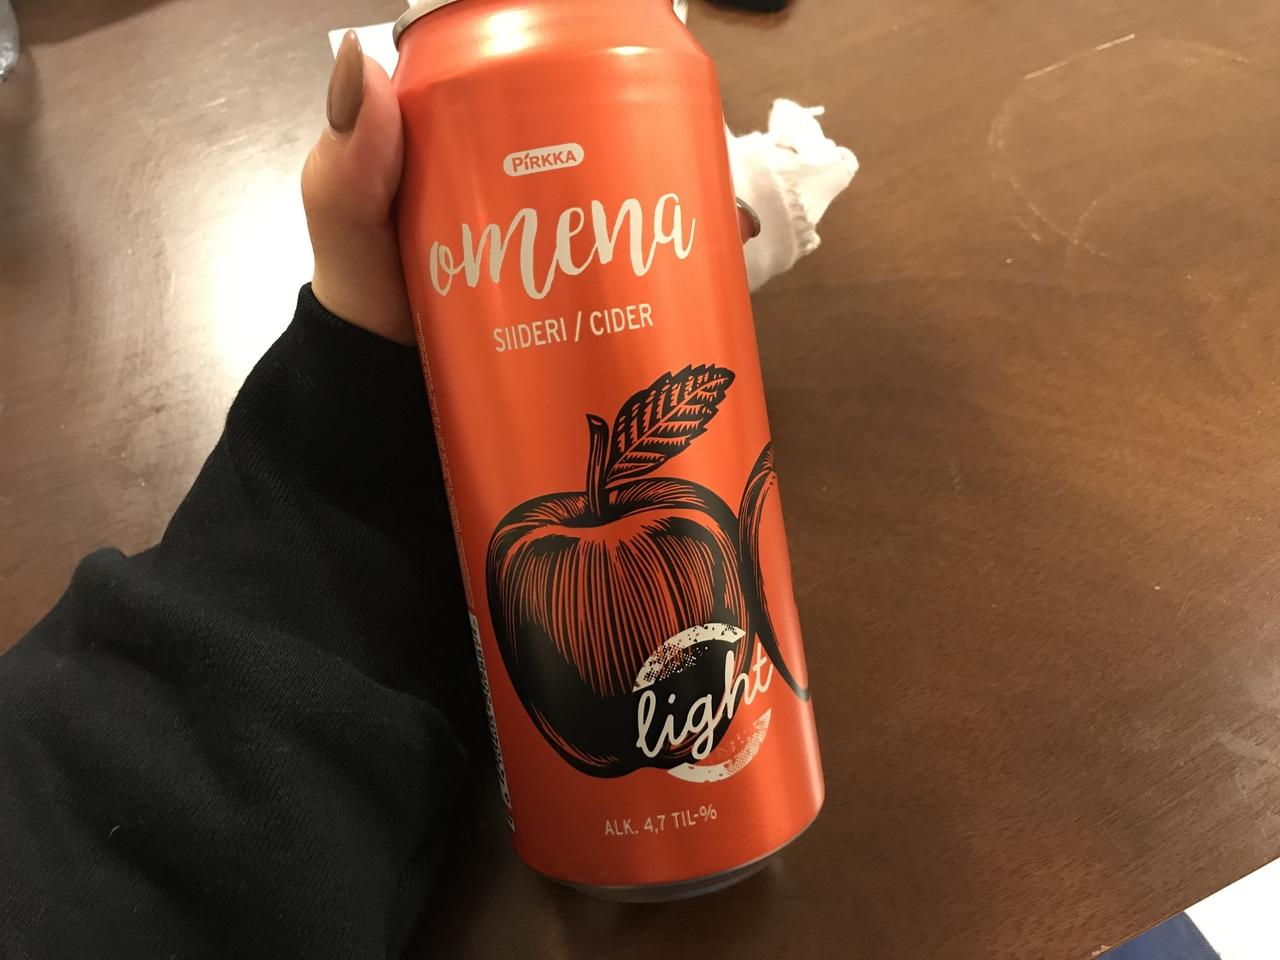 PIRKKA
omena
SIIDERI / CIDER
light
ALK. 4,7 TIL-%